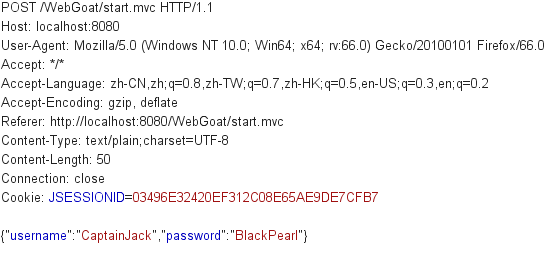 POST /WebGoat/start.mvc HTTP/1.1
Host: localhost:8080
User-Agent: Mozilla/5.0 (Windows NT 10.0; Win64; x64; rv:66.0) Gecko/20100101 Firefox/66.0
Accept: */*
Accept-Language: zh-CN,zh;q=0.8,zh-TW;q=0.7,zh-HK;q=0.5,en-US;q=0.3,en;q=0.2
Accept-Encoding: gzip, deflate
Referer: http://localhost:8080/WebGoat/start.mvc
Content-Type: text/plain;charset=UTF-8
Content-Length: 50
Connection: close
Cookie: JSESSIONID=03496E32420EF312C08E65AE9DE7CFB7
{"username":"CaptainJack","password":"BlackPearl"}